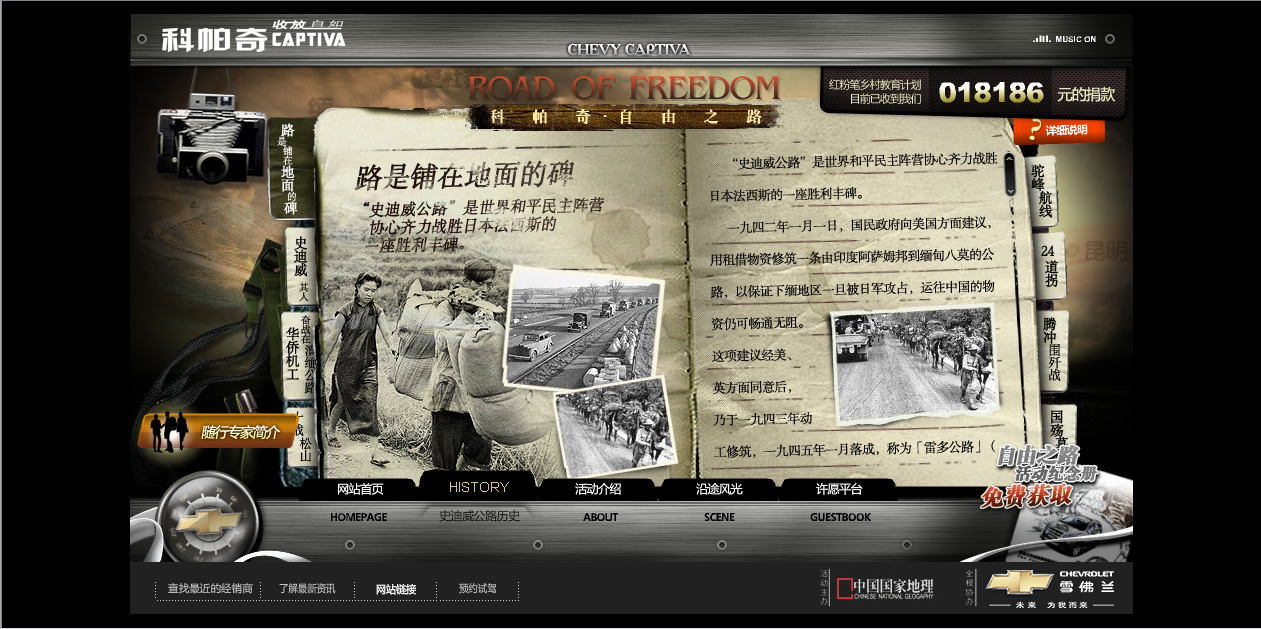 科帕奇
收放自如
CAPTIVA
CHEVY CAPTIVA
MUSIC ON
ROAD OF FREEDOM
科帕奇·自由之路
红粉笔乡村教育计划
目前已收到我们
018186
元的捐款
?详细说明
路是铺在地面的碑
史迪威其人
奋战在滇缅公路
华侨机工
战松山
路是铺在地面的碑
“史迪威公路”是世界和平民主阵营
协心齐力战胜日本法西斯的
一座胜利丰碑。
“史迪威公路”是世界和平民主阵营协心齐力战胜
日本法西斯的一座胜利丰碑。
一九四二年一月一日，国民政府向美国方面建议，
用租借物资修筑一条由印度阿萨姆邦到缅甸八莫的公
路，以保证下缅地区一旦被日军攻占，运往中国的物
资仍可畅通无阻。
这项建议经美、
英方面同意后，
乃于一九四三年动
工修筑，一九四五年一月落成，称为「雷多公路」（
驼峰航线
24道拐
昆明
腾冲围歼战
国殇
随行专家简介
自由之路
活动纪念册
免费获取
网站首页
HISTORY
活动介绍
沿途风光
许愿平台
HOMEPAGE
史迪威公路历史
ABOUT
SCENE
GUESTBOOK
查找最近的经销商
了解最新资讯
网站链接
预约试驾
活动主办
中国国家地理
CHINESE NATIONAL GEOGRAPHY
全程协办
CHEVROLET
雪佛兰
未来 为我而来